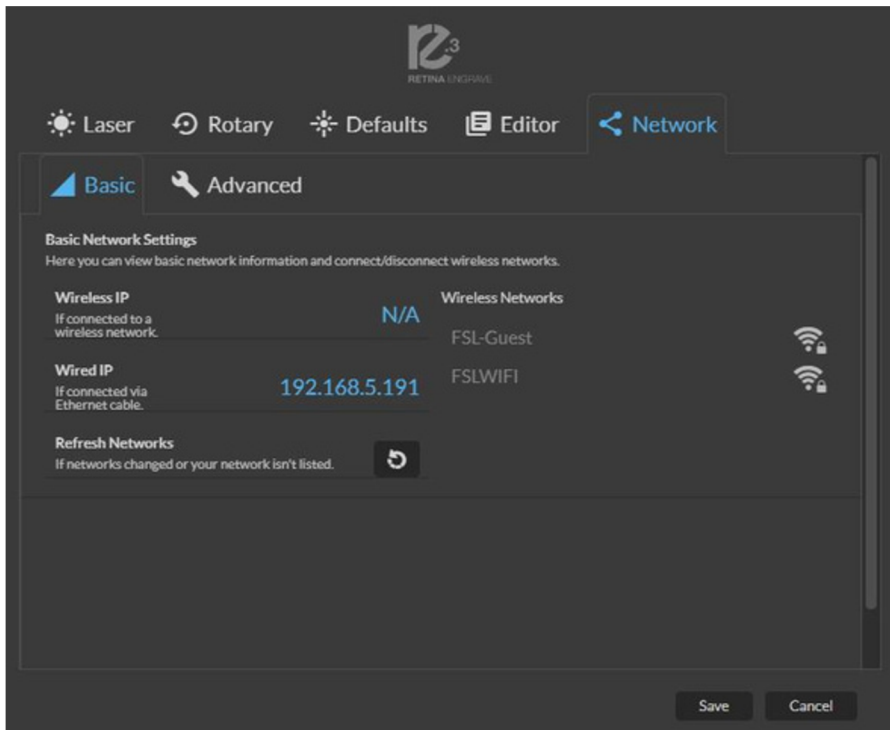 re.3
RETINA ENGRAVE
Laser Rotary Defaults Editor Network
Basic Advanced
Basic Network Settings
Here you can view basic network information and connect/disconnect wireless networks.
Wireless IP
If connected to a
wireless network.
N/A
Wired IP
If connected via
Ethernet cable.
192.168.5.191
Refresh Networks
If networks changed or your network isn't listed.
Wireless Networks
FSL-Guest
FSLWIFI
Save Cancel